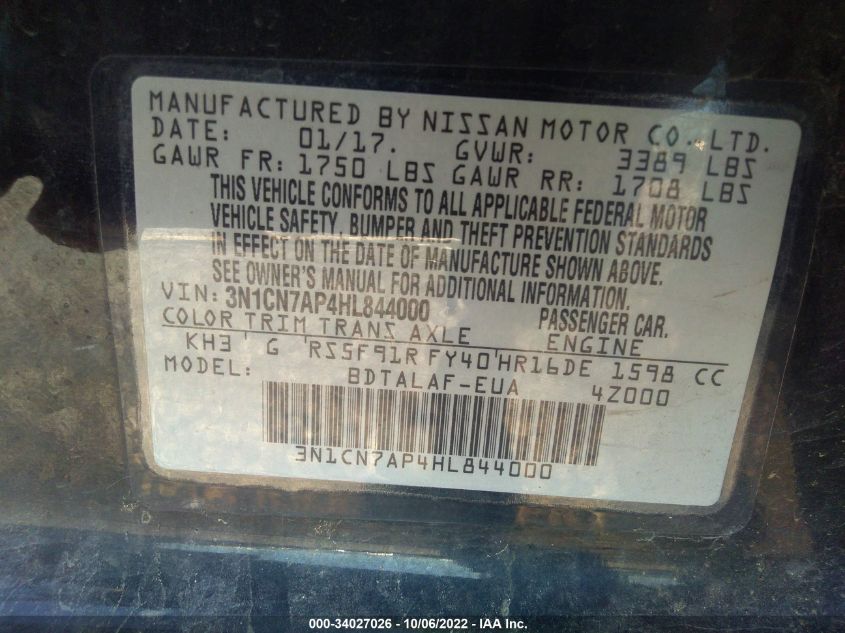 MANUFACTURED BY NISSAN MOTOR CO., LTD.
DATE: 01/17. GVWR: 3389 LBS
GAWR FR: 1750 LBS GAWR RR: 1708 LBS
THIS VEHICLE CONFORMS TO ALL APPLICABLE FEDERAL MOTOR
VEHICLE SAFETY, BUMPER AND THEFT PREVENTION STANDARDS
IN EFFECT ON THE DATE OF MANUFACTURE SHOWN ABOVE.
SEE OWNER'S MANUAL FOR ADDITIONAL INFORMATION.
VIN: 3N1CN7AP4HL844000 PASSENGER CAR.
COLOR TRIM TRANS AXLE ENGINE
KH3 G RS5F91R FY40 HR16DE 1598 CC
MODEL: BDTALAF-EUA 4Z000
3N1CN7AP4HL844000
000-34027026 - 10/06/2022 - IAA Inc.